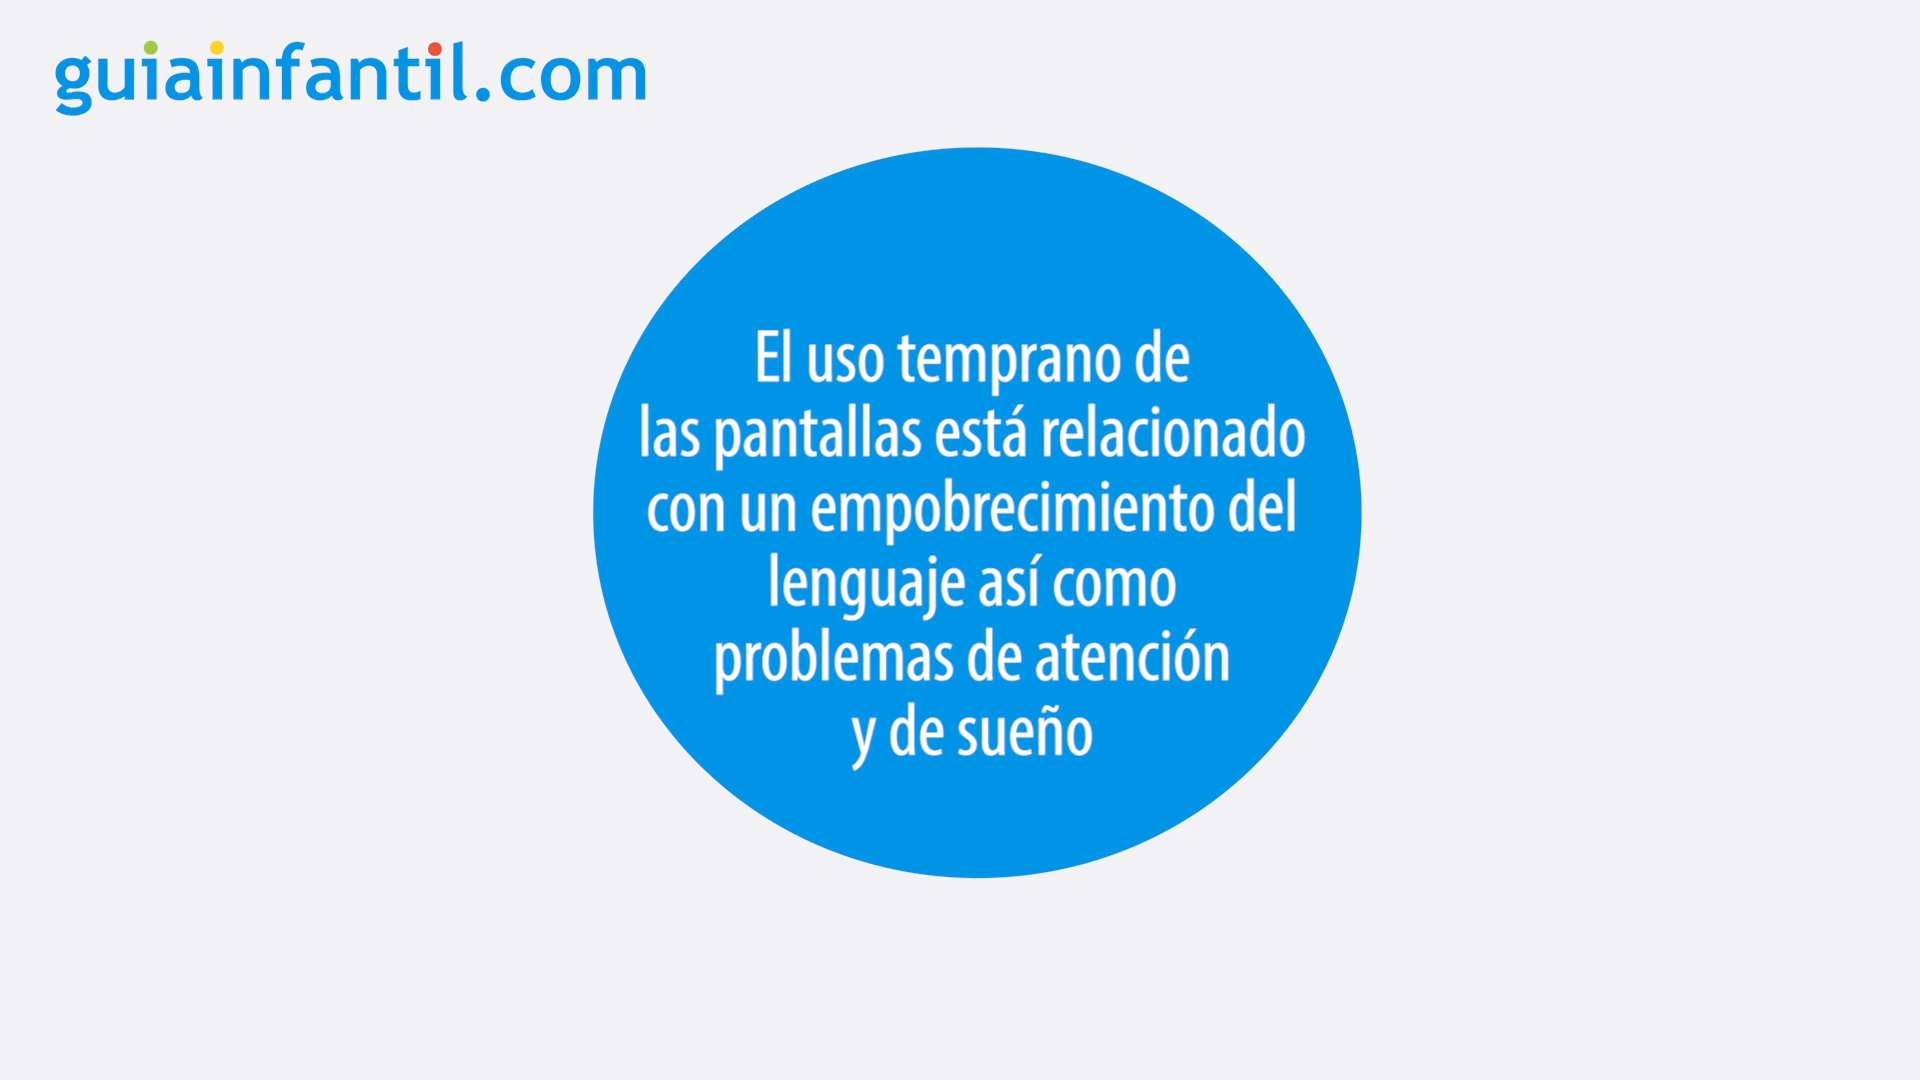 guiainfantil.com
El uso temprano de
las pantallas está relacionado
con un empobrecimiento del
lenguaje así como
problemas de atención
y de sueño